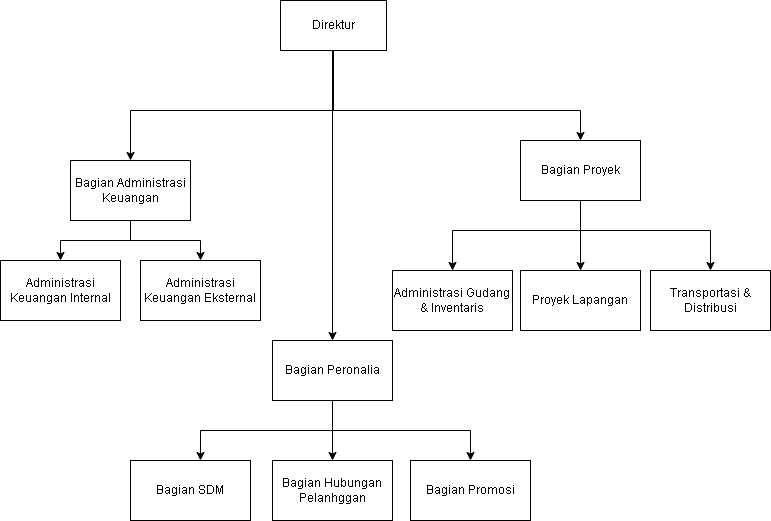 Direktur
Bagian Administrasi
Keuangan
Bagian Proyek
Administrasi
Keuangan Internal
Administrasi
Keuangan Eksternal
Administrasi Gudang
& Inventaris
Proyek Lapangan
Transportasi &
Distribusi
Bagian Peronalia
Bagian SDM
Bagian Hubungan
Pelanhggan
Bagian Promosi